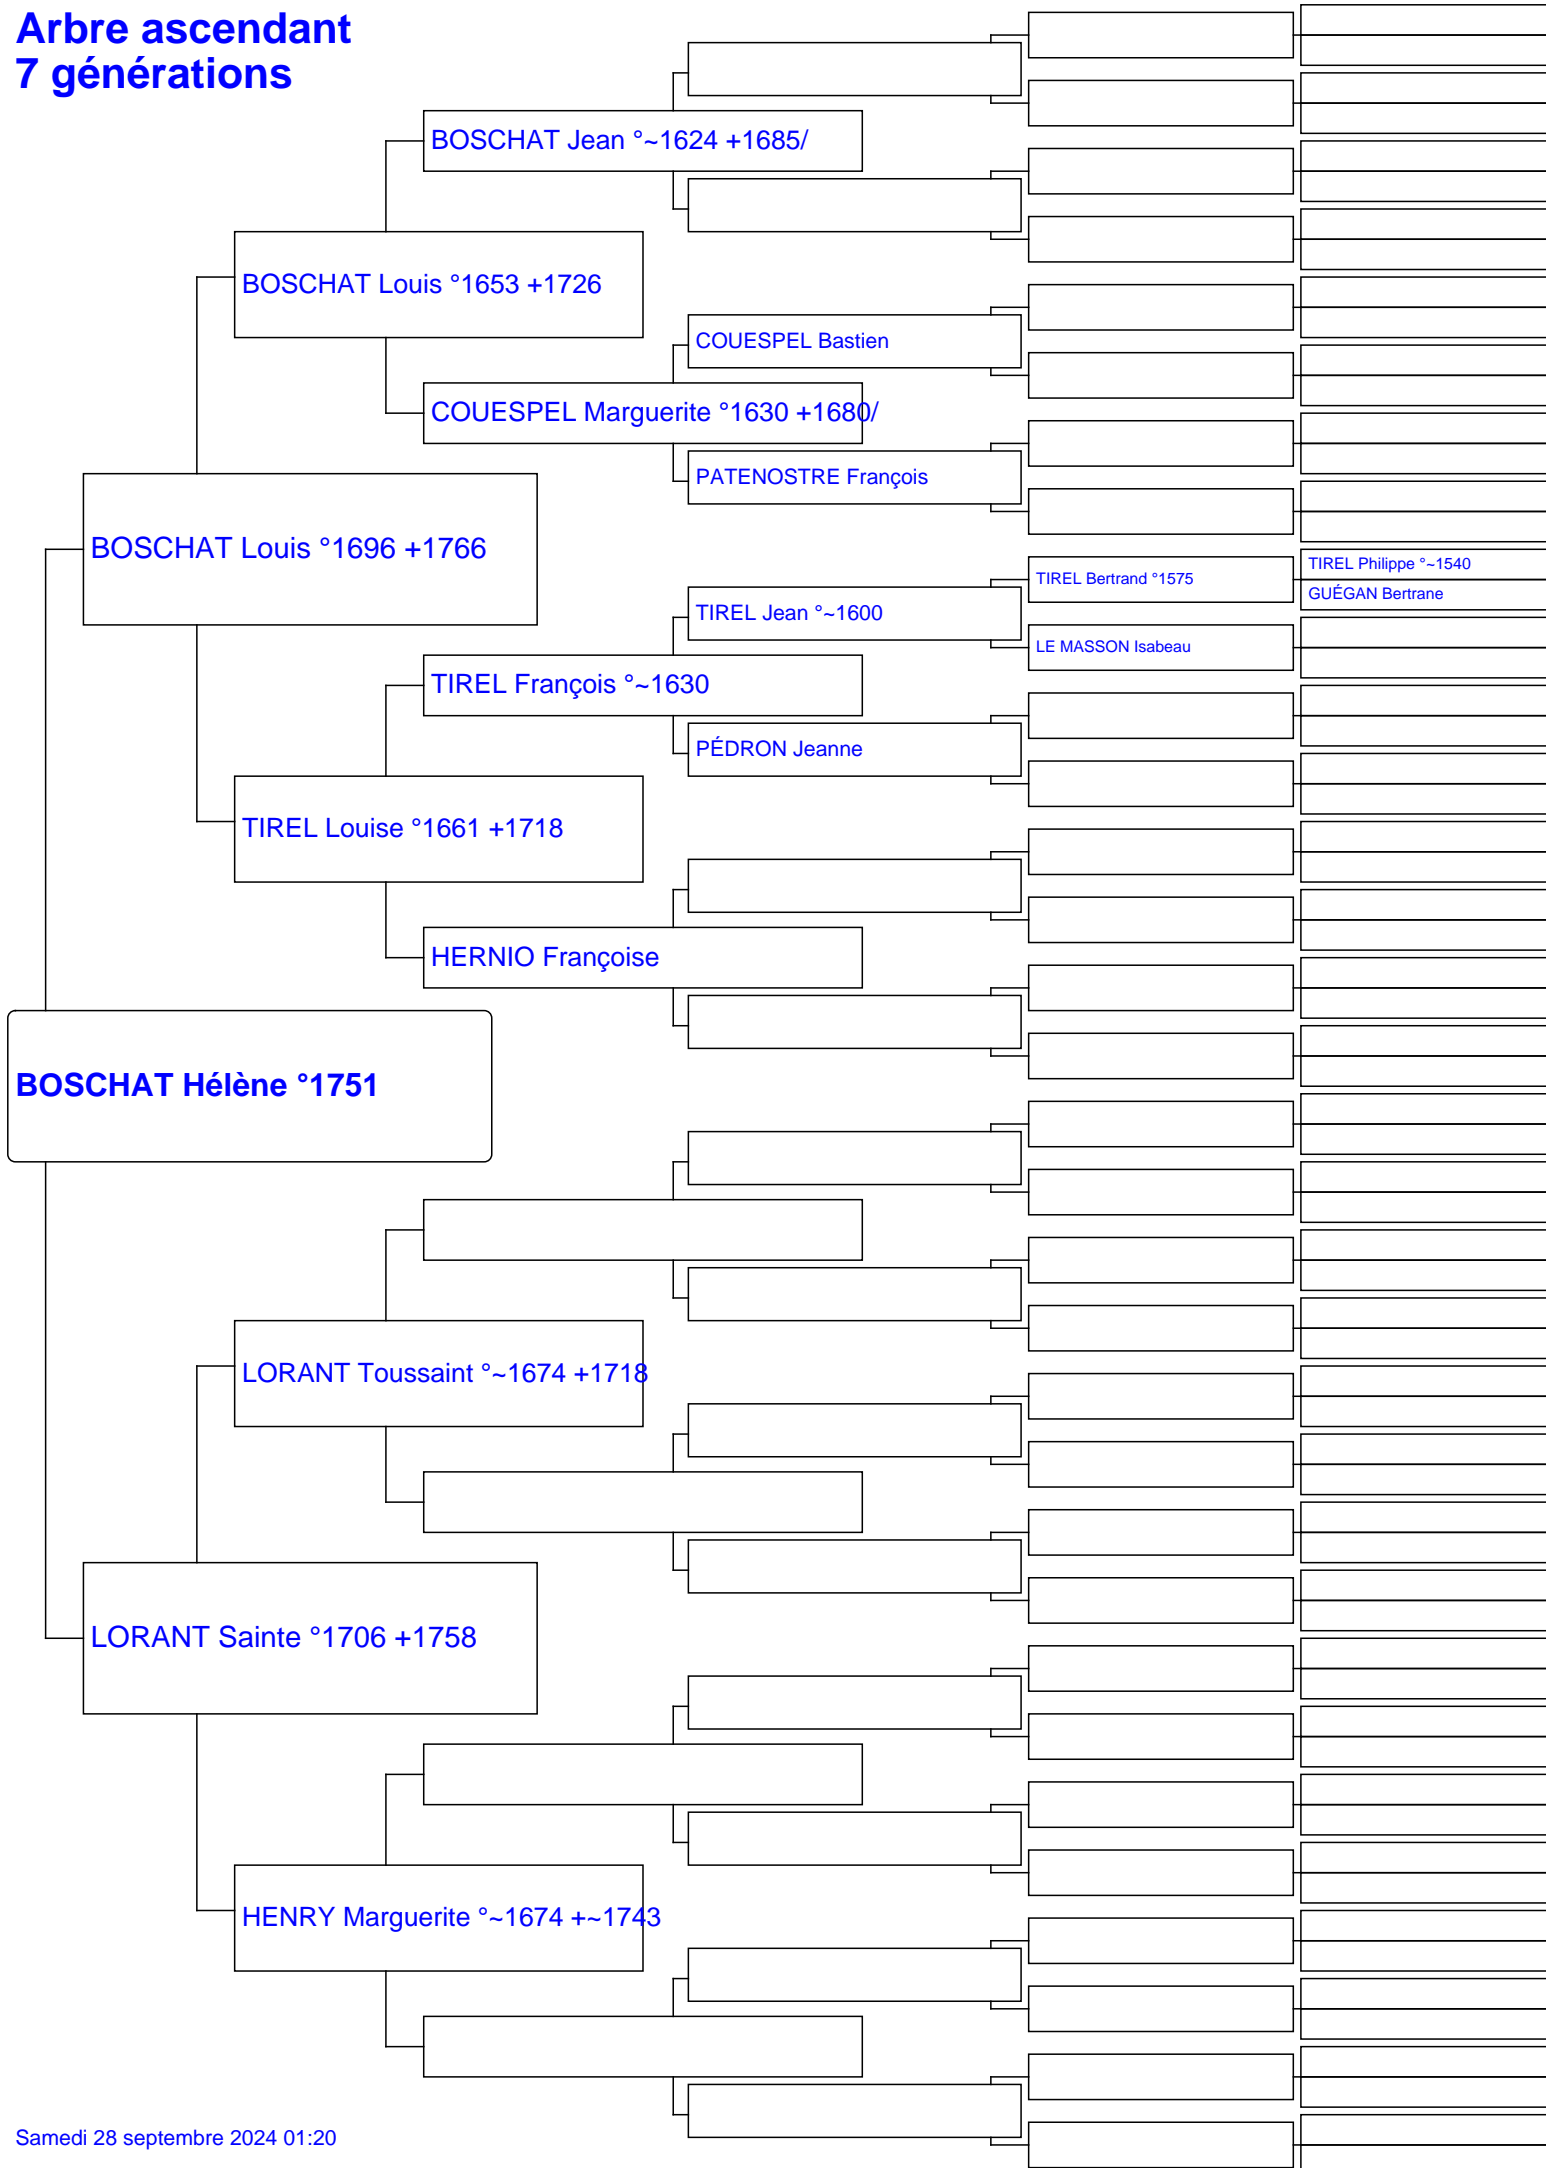 Arbre ascendant
7 générations
BOSCHAT Jean °~1624 +1685/
BOSCHAT Louis °1653 +1726
COUESPEL Bastien
COUESPEL Marguerite °1630 +1680/
PATENOSTRE François
BOSCHAT Louis °1696 +1766
TIREL Philippe °~1540
TIREL Bertrand °1575
GUÉGAN Bertrane
TIREL Jean °~1600
LE MASSON Isabeau
TIREL François °~1630
PÉDRON Jeanne
TIREL Louise °1661 +1718
HERNIO Françoise
BOSCHAT Hélène °1751
LORANT Toussaint °~1674 +1718
LORANT Sainte °1706 +1758
HENRY Marguerite °~1674 +~1743
Samedi 28 septembre 2024 01:20